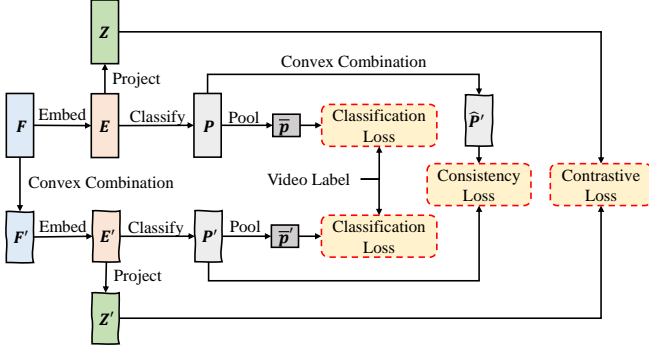 Z
Convex Combination
Project
F
Embed
E
Classify
P
Pool
p̅
Classification
Loss
P̂′
Convex Combination
Video Label
Consistency
Loss
Contrastive
Loss
F′
Embed
E′
Classify
P′
Pool
p̅′
Classification
Loss
Project
Z′